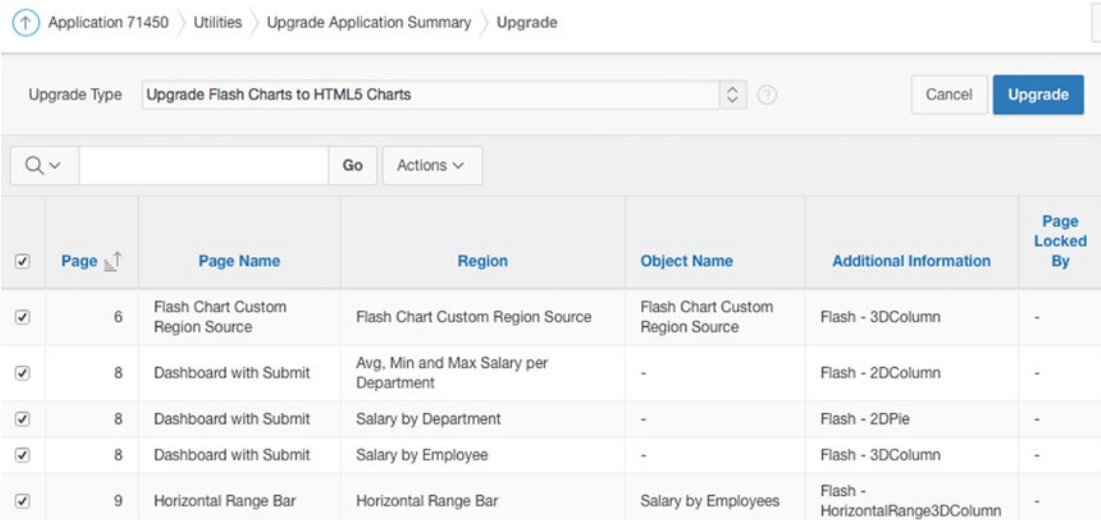 Application 71450 Utilities Upgrade Application Summary Upgrade
Upgrade Type Upgrade Flash Charts to HTML5 Charts Cancel Upgrade
Go Actions
Page Page Name Region Object Name Additional Information Page Locked By
6 Flash Chart Custom Region Source Flash Chart Custom Region Source Flash Chart Custom Region Source Flash - 3DColumn -
8 Dashboard with Submit Avg, Min and Max Salary per Department - Flash - 2DColumn -
8 Dashboard with Submit Salary by Department - Flash - 2DPie -
8 Dashboard with Submit Salary by Employee - Flash - 3DColumn -
9 Horizontal Range Bar Horizontal Range Bar Salary by Employees Flash - HorizontalRange3DColumn -